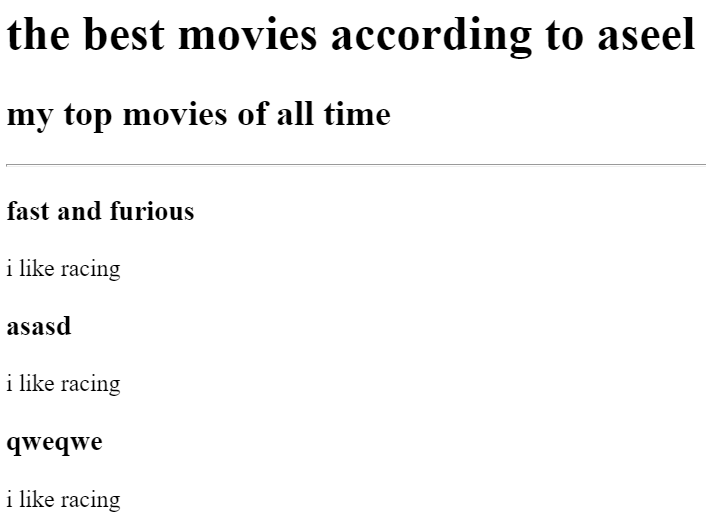 the best movies according to aseel
my top movies of all time
fast and furious
i like racing
asasd
i like racing
qweqwe
i like racing